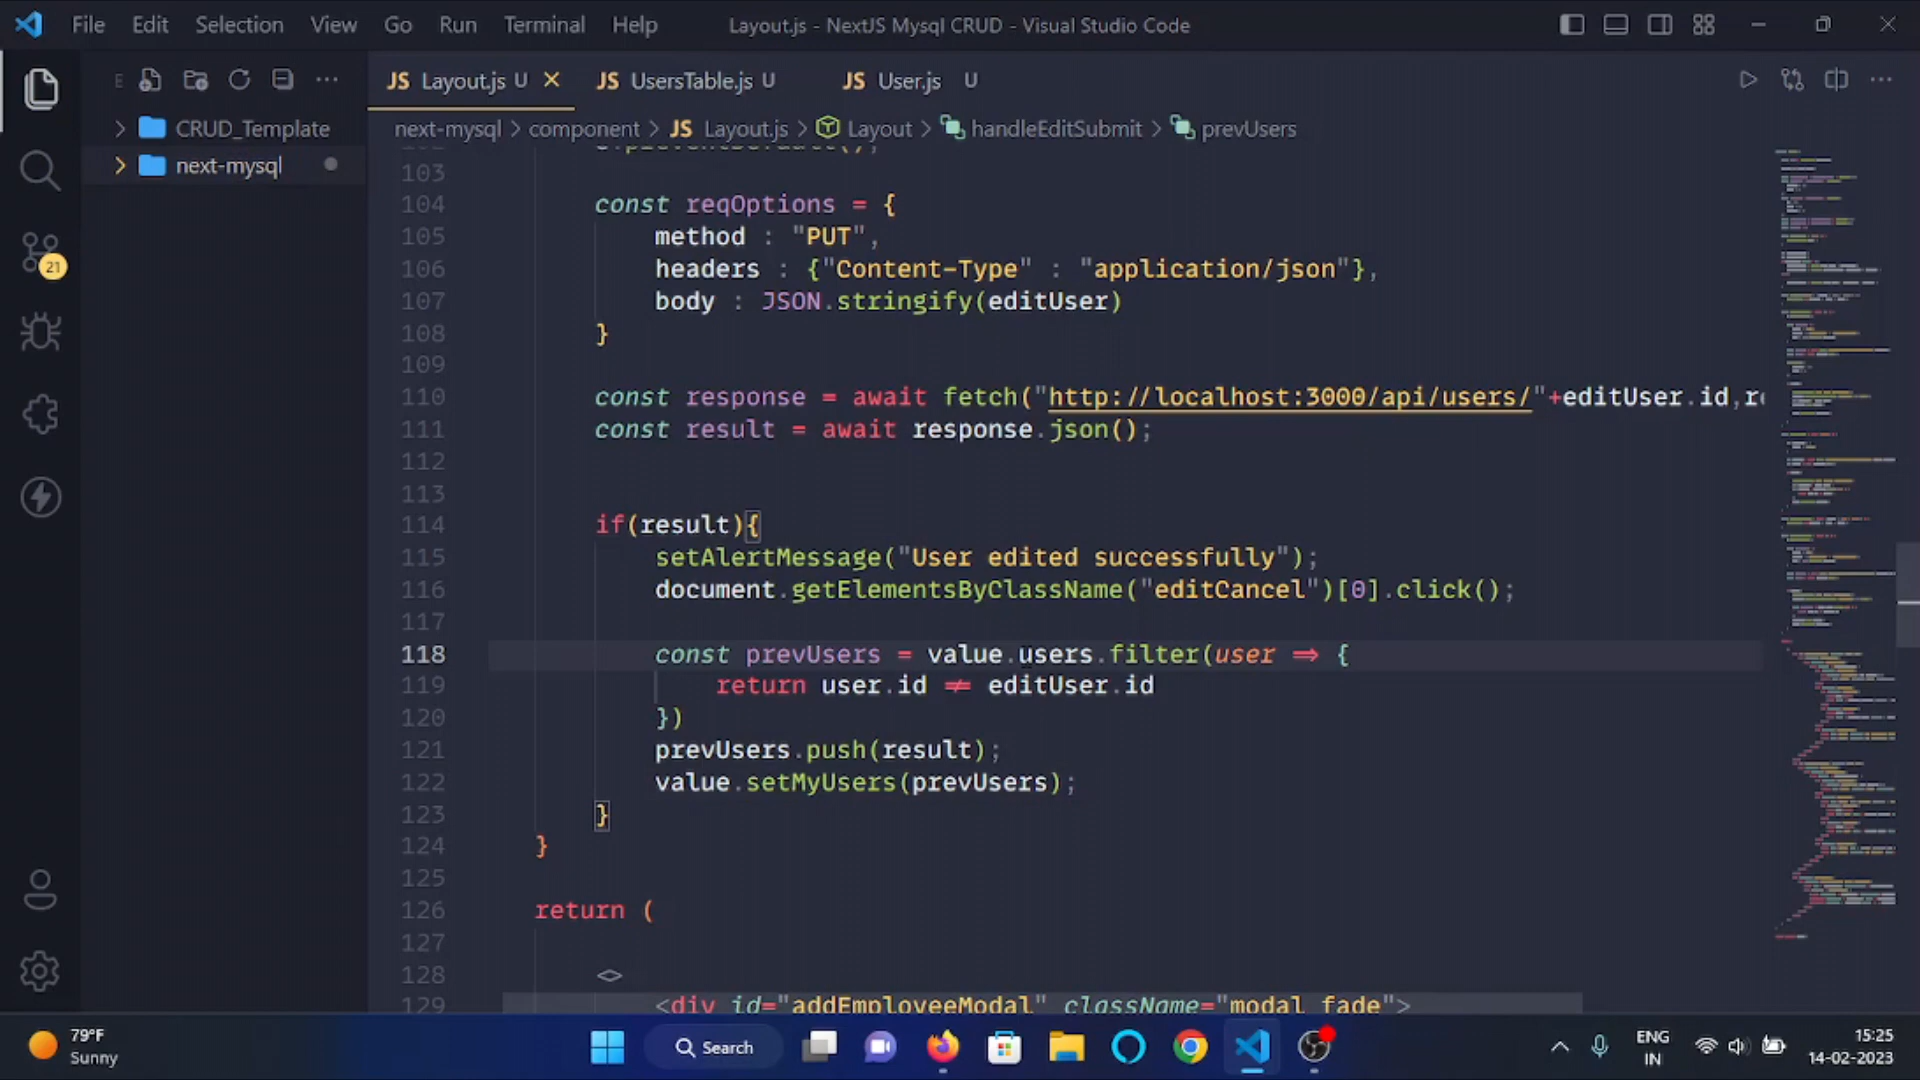 File Edit Selection View Go Run Terminal Help
Layout.js - NextJS Mysql CRUD - Visual Studio Code
E
JS Layout.js U
JS UsersTable.js U
JS User.js U
CRUD_Template
next-mysql
21
next-mysql > component > JS Layout.js > Layout > handleEditSubmit > prevUsers
103
104 const reqOptions = {
105 method : "PUT",
106 headers : {"Content-Type" : "application/json"},
107 body : JSON.stringify(editUser)
108 }
109
110 const response = await fetch("http://localhost:3000/api/users/"+editUser.id,re
111 const result = await response.json();
112
113
114 if(result){
115 setAlertMessage("User edited successfully");
116 document.getElementsByClassName("editCancel")[0].click();
117
118 const prevUsers = value.users.filter(user => {
119 return user.id != editUser.id
120 })
121 prevUsers.push(result);
122 value.setMyUsers(prevUsers);
123 }
124 }
125
126 return (
127
128 <>
129 <div id="addEmployeeModal" className="modal fade">
79°F
Sunny
Search
ENG
IN
15:25
14-02-2023